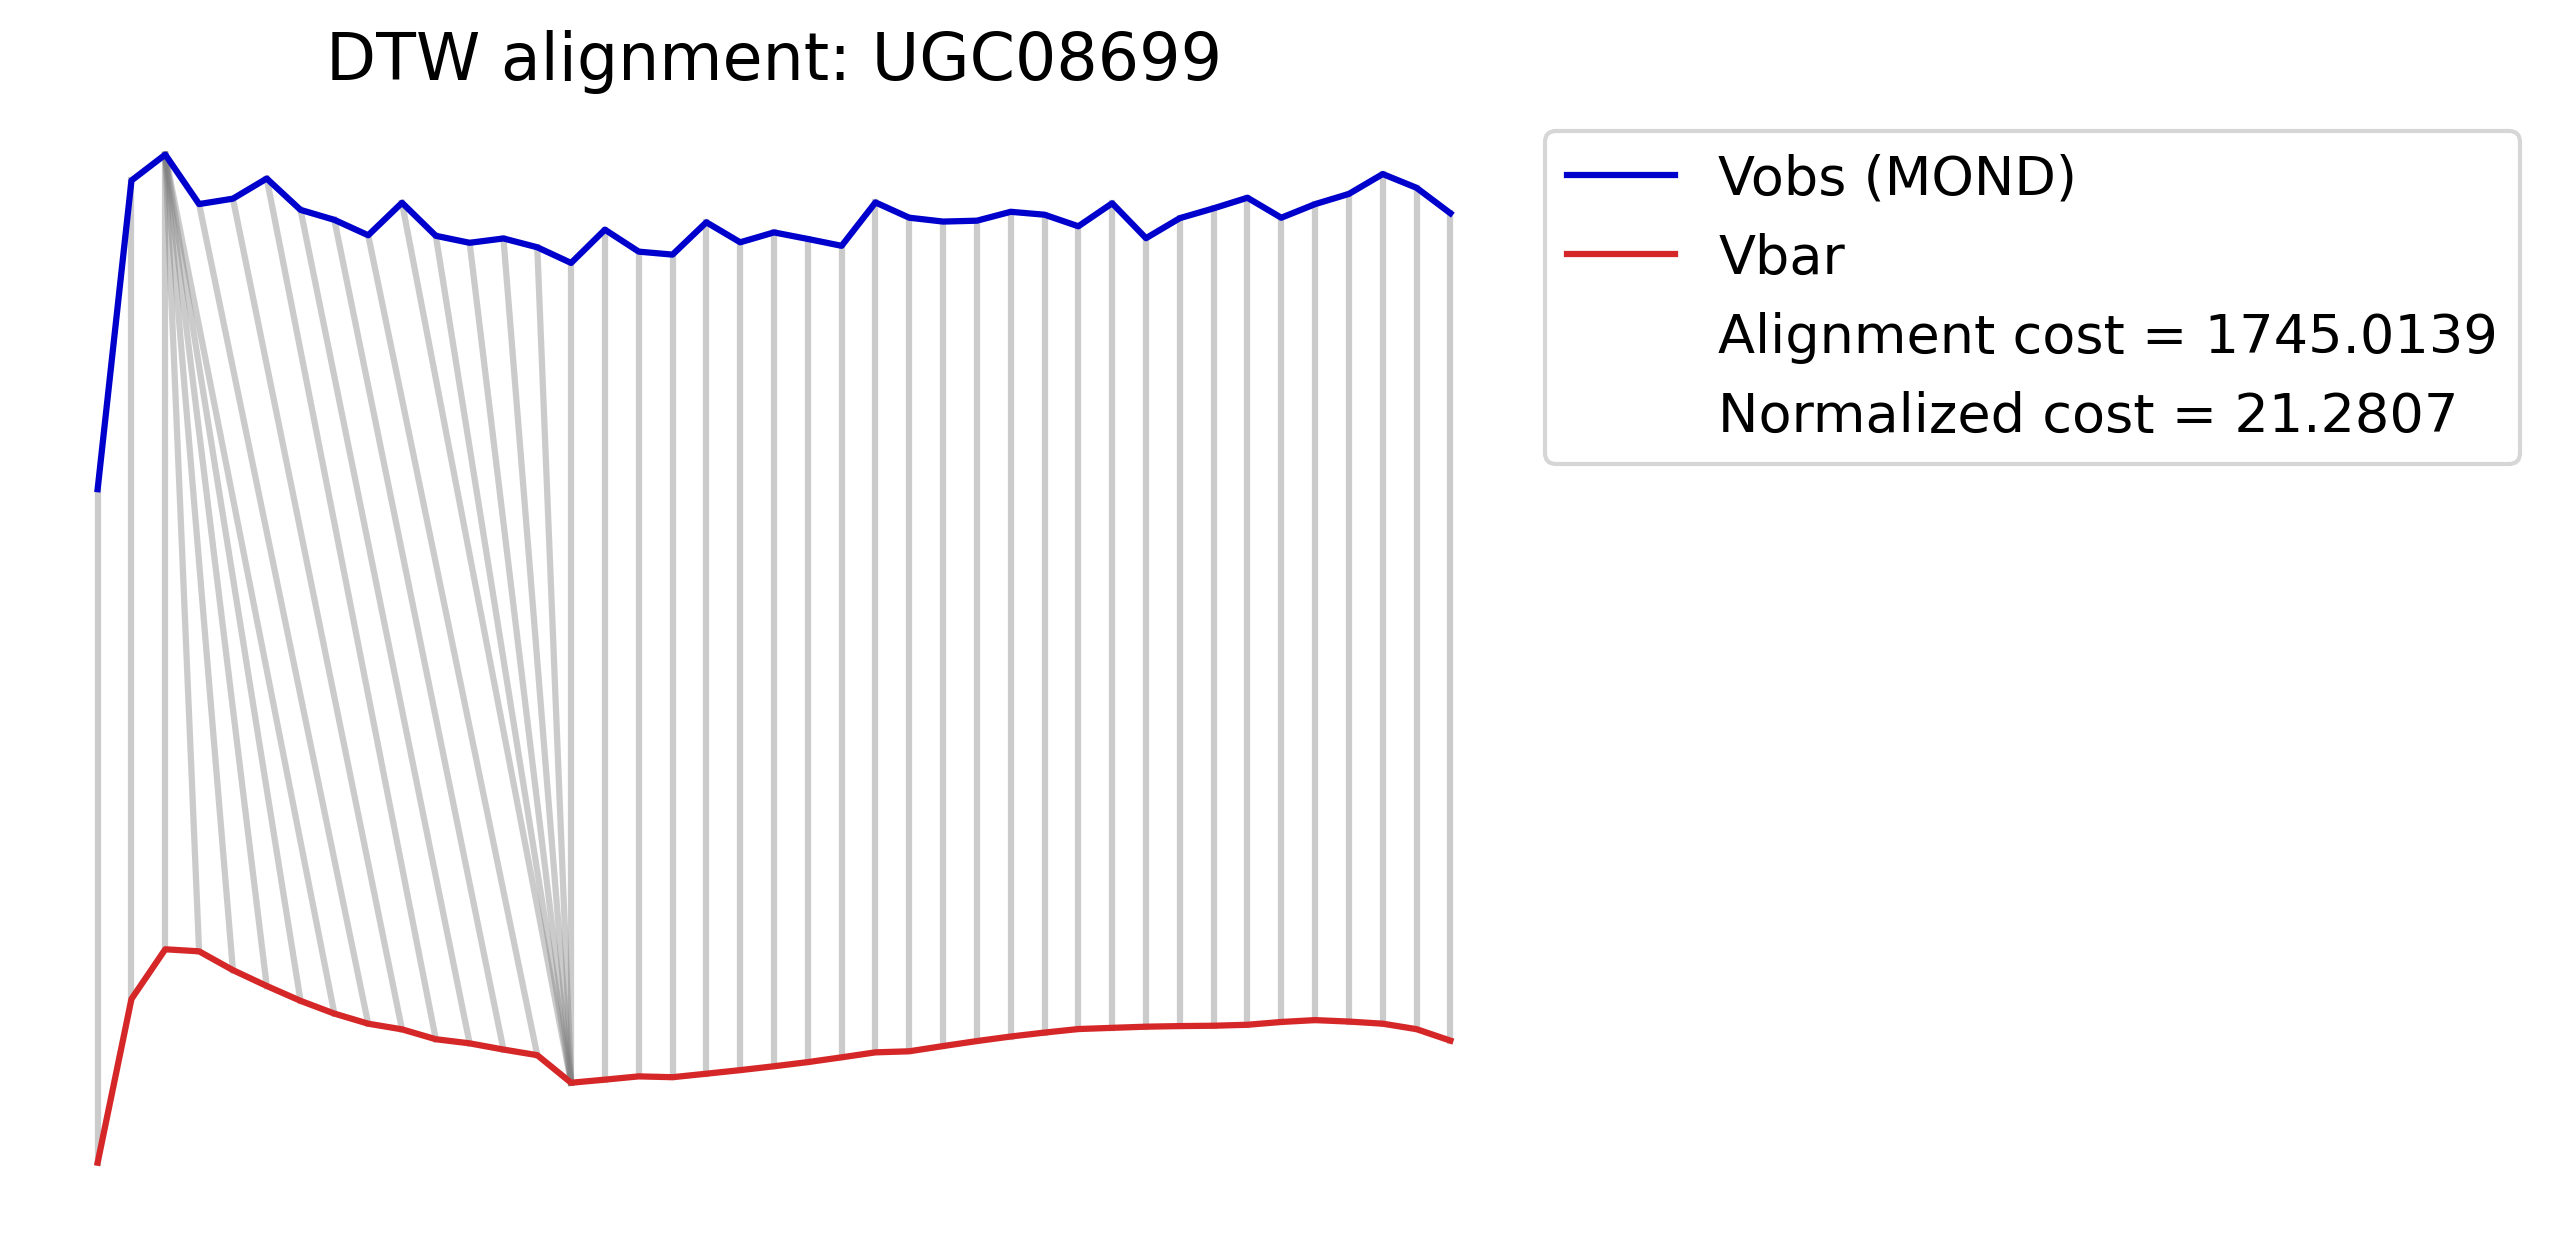 DTW alignment: UGC08699
Vobs (MOND)
Vbar
Alignment cost = 1745.0139
Normalized cost = 21.2807